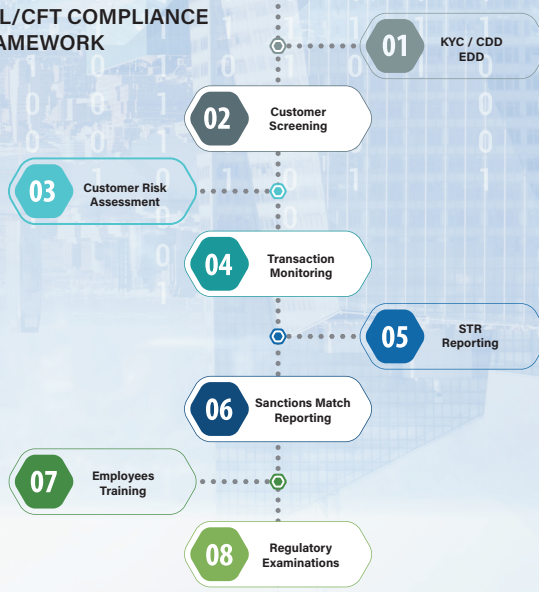 L/CFT COMPLIANCE
AMEWORK
01
KYC / CDD
EDD
02
Customer
Screening
03
Customer Risk
Assessment
04
Transaction
Monitoring
05
STR
Reporting
06
Sanctions Match
Reporting
07
Employees
Training
08
Regulatory
Examinations